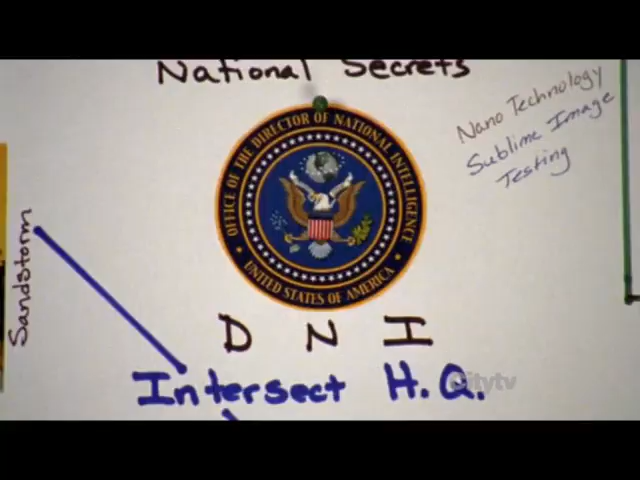 National Secrets
Nano Technology
Sublime Image
Testing
OFFICE OF THE DIRECTOR OF NATIONAL INTELLIGENCE
UNITED STATES OF AMERICA
Sandstorm
D N I
Intersect H.Q.
Citytv